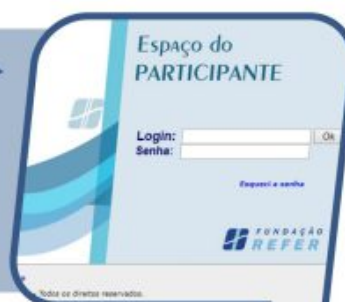 Espaço do
PARTICIPANTE
Login:
Ok
Senha:
Esqueci a senha
FUNDAÇÃO
REFER
Todos os direitos reservados.